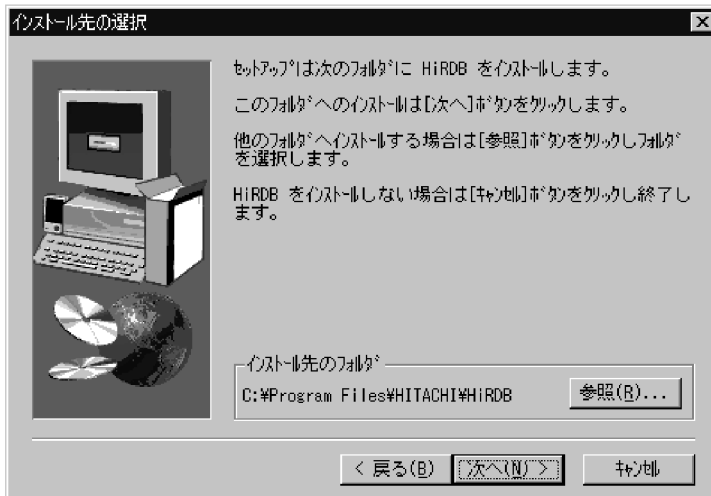 インストール先の選択
セットアップは次のフォルダに HiRDB をインストールします。
このフォルダへのインストールは[次へ]ボタンをクリックします。
他のフォルダへインストールする場合は[参照]ボタンをクリックしフォルダ
を選択します。
HiRDB をインストールしない場合は[キャンセル]ボタンをクリックし終了し
ます。
インストール先のフォルダ
C:¥Program Files¥HITACHI¥HiRDB
参照(R)...
< 戻る(B)
次へ(N) >
キャンセル